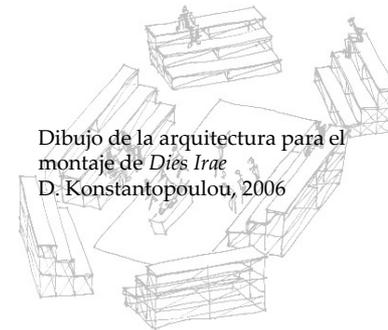 Dibujo de la arquitectura para el
montaje de Dies Irae
D. Konstantopoulou, 2006